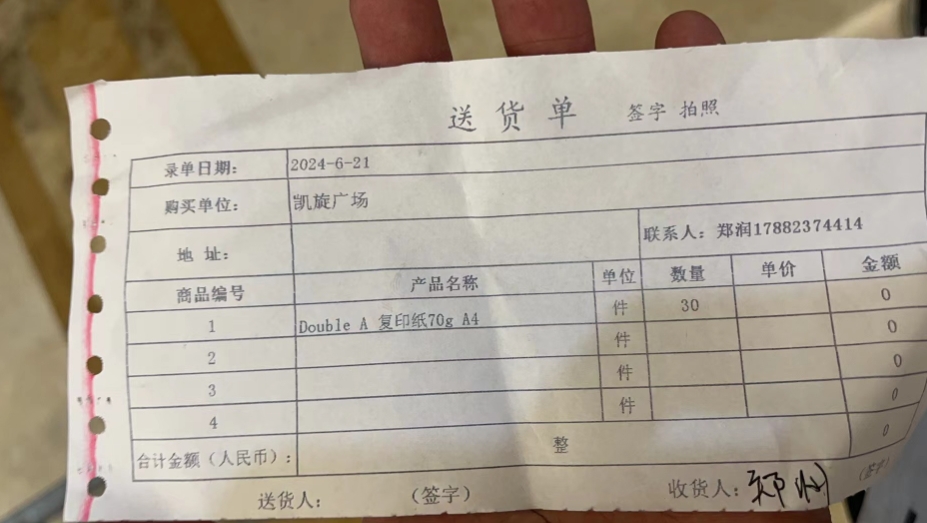 送货单 签字 拍照
录单日期: 2024-6-21
购买单位: 凯旋广场
地 址: 联系人: 郑润17882374414
商品编号 产品名称 单位 数量 单价 金额
1 Double A 复印纸70g A4 件 30 0
2 件 0
3 件 0
4 件 0
合计金额(人民币): 整 0
送货人: (签字) 收货人: 郑 (签字)